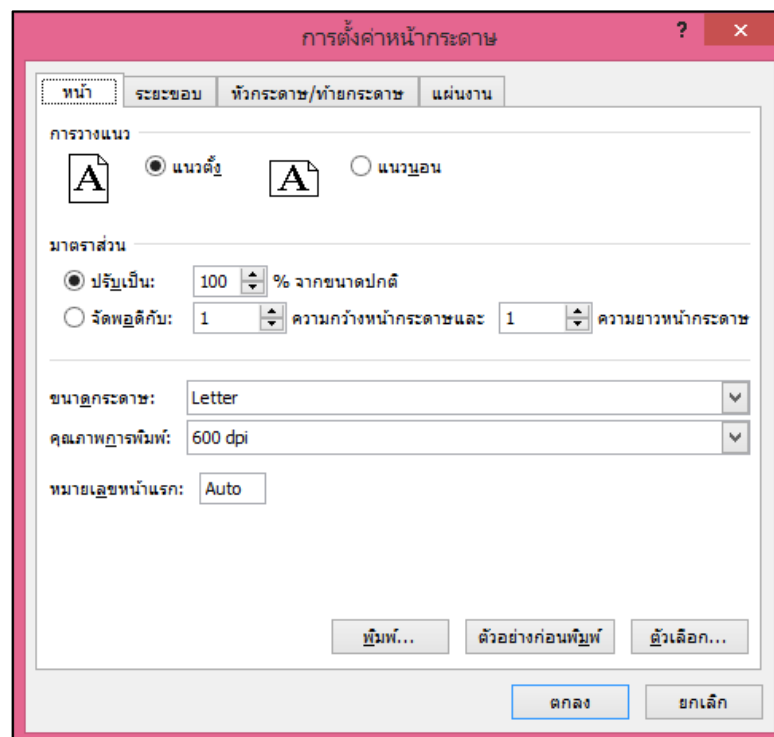 การตั้งค่าหน้ากระดาษ ? ×
หน้า ระยะขอบ หัวกระดาษ/ท้ายกระดาษ แผ่นงาน
การวางแนว
A แนวตั้ง A แนวนอน
มาตราส่วน
ปรับเป็น: 100 % จากขนาดปกติ
จัดพอดีกับ: 1 ความกว้างหน้ากระดาษและ 1 ความยาวหน้ากระดาษ
ขนาดกระดาษ: Letter
คุณภาพการพิมพ์: 600 dpi
หมายเลขหน้าแรก: Auto
พิมพ์... ตัวอย่างก่อนพิมพ์ ตัวเลือก...
ตกลง ยกเลิก